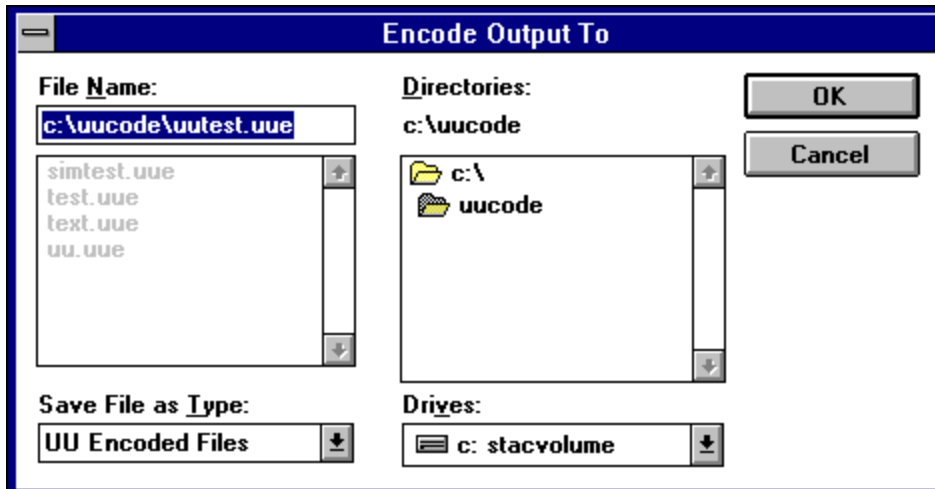 Encode Output To
File Name:
c:\uucode\uutest.uue
simtest.uue
test.uue
text.uue
uu.uue
Save File as Type:
UU Encoded Files
Directories:
c:\uucode
c:\
uucode
Drives:
c: stacvolume
OK
Cancel